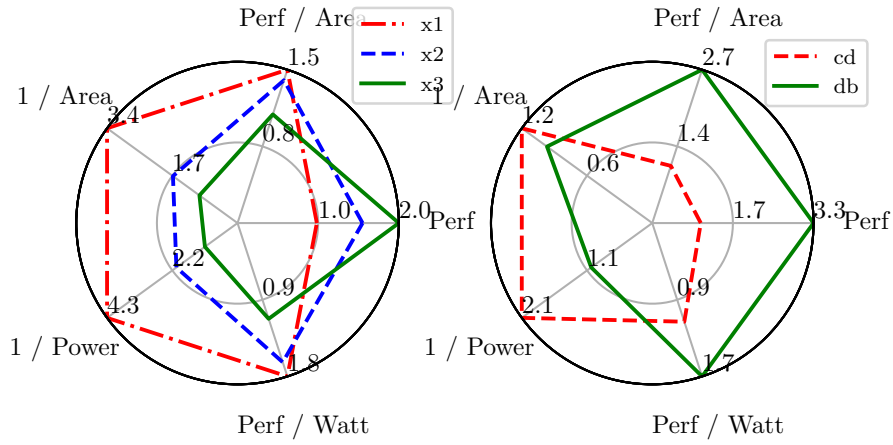 Perf / Area
x1
x2
x3
1.5
1 / Area
3.4
0.8
1.7
1.0
2.0
Perf
2.2
0.9
4.3
1 / Power
1.8
Perf / Watt
Perf / Area
cd
db
2.7
1 / Area
1.2
1.4
0.6
1.7
3.3
Perf
1.1
0.9
2.1
1 / Power
1.7
Perf / Watt